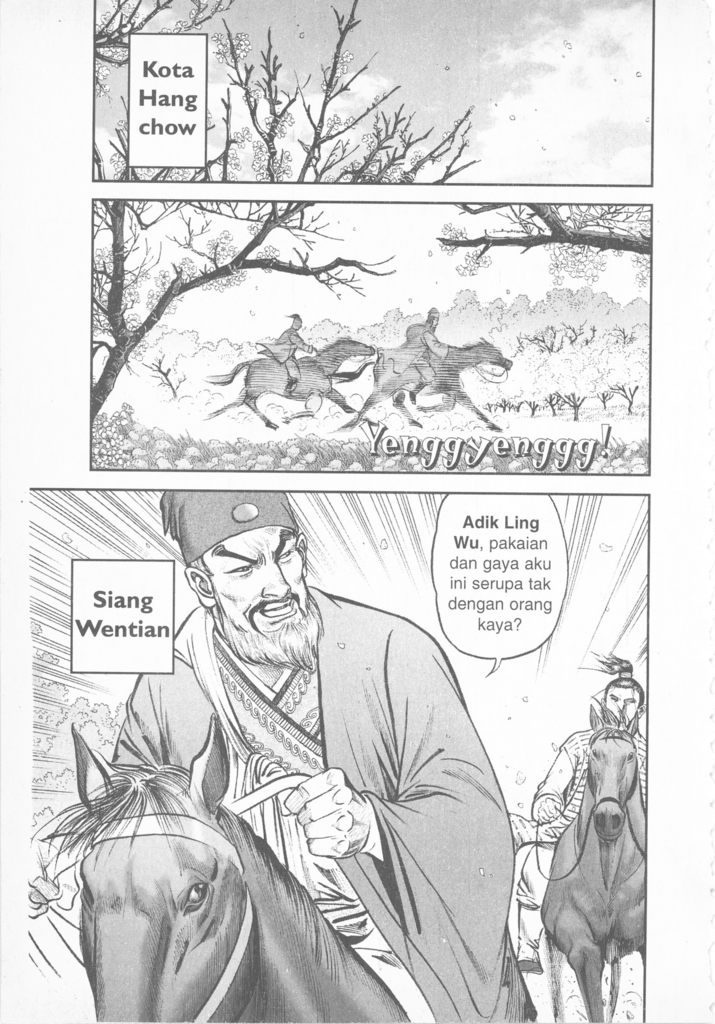 Kota
Hang
chow
Yenggyenggg!
Siang
Wentian
Adik Ling
Wu, pakaian
dan gaya aku
ini serupa tak
dengan orang
kaya?